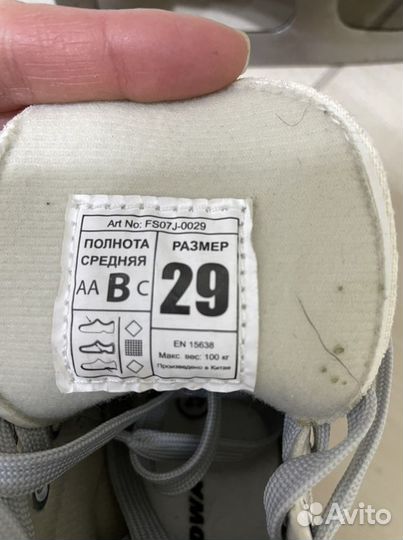 Art No: FS07J-0029
ПОЛНОТА
СРЕДНЯЯ
AA B C
РАЗМЕР
29
EN 15638
Макс. вес: 100 кг
Произведено в Китае
Avito